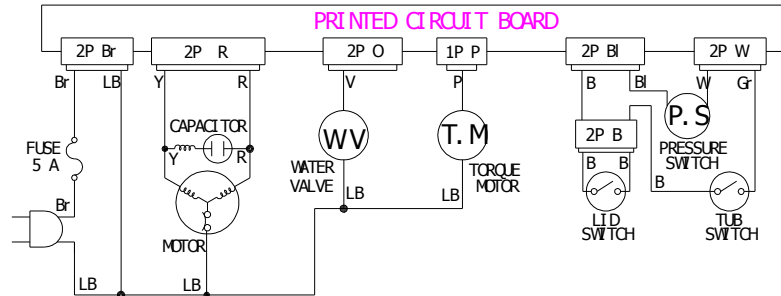 PRINTED CIRCUIT BOARD
2P Br 2P R 2P O 1P P 2P Bl 2P W
Br LB Y R V P B Bl W Gr
CAPACITOR
P.S
FUSE
5 A
Y R
WV
T.M
2P B
PRESSURE
SWITCH
WATER
VALVE
TORQUE
MOTOR
B B
LB LB
B
Br
MOTOR
LID
SWITCH
TUB
SWITCH
LB LB